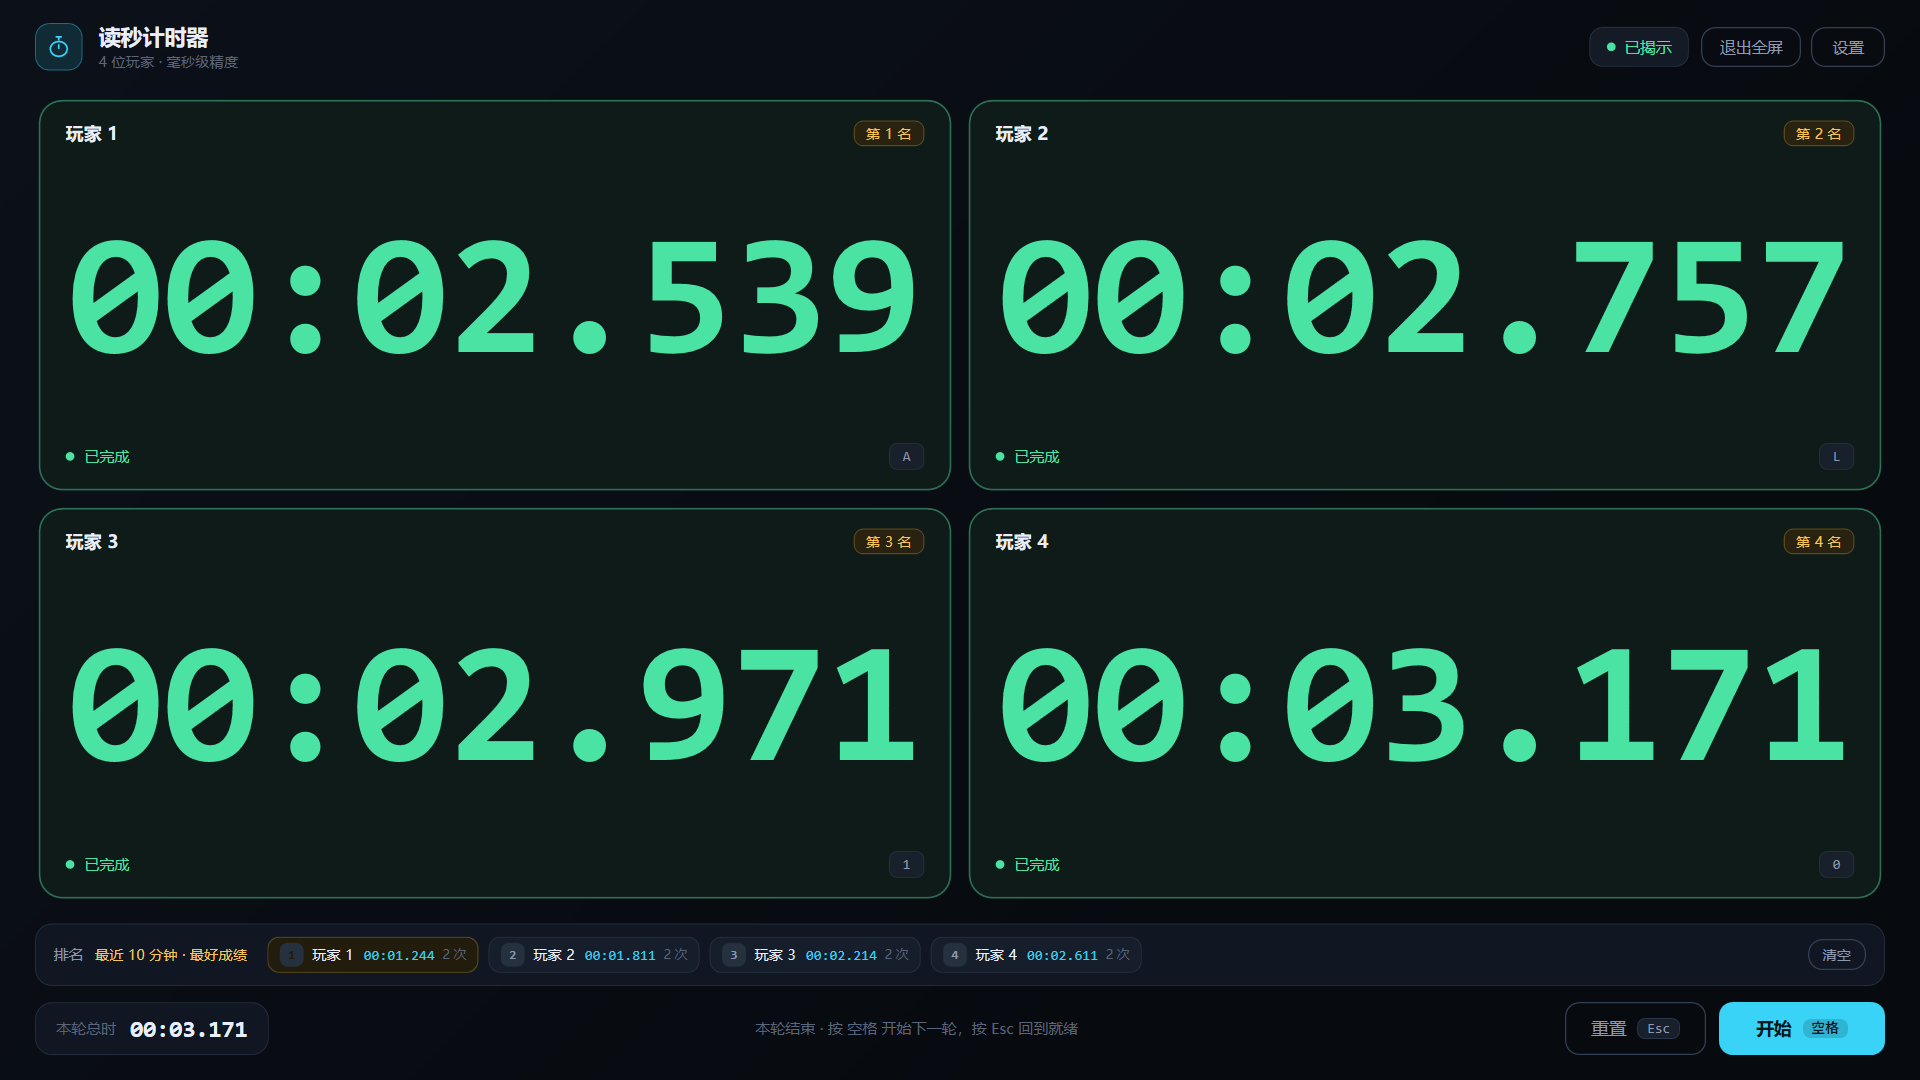 读秒计时器
4 位玩家 · 毫秒级精度
已揭示
退出全屏
设置
玩家 1
第 1 名
00:02.539
已完成
A
玩家 2
第 2 名
00:02.757
已完成
L
玩家 3
第 3 名
00:02.971
已完成
1
玩家 4
第 4 名
00:03.171
已完成
0
排名 最近 10 分钟 · 最好成绩
1 玩家 1 00:01.244 2 次
2 玩家 2 00:01.811 2 次
3 玩家 3 00:02.214 2 次
4 玩家 4 00:02.611 2 次
清空
本轮总时 00:03.171
本轮结束 · 按 空格 开始下一轮，按 Esc 回到就绪
重置 Esc
开始 空格